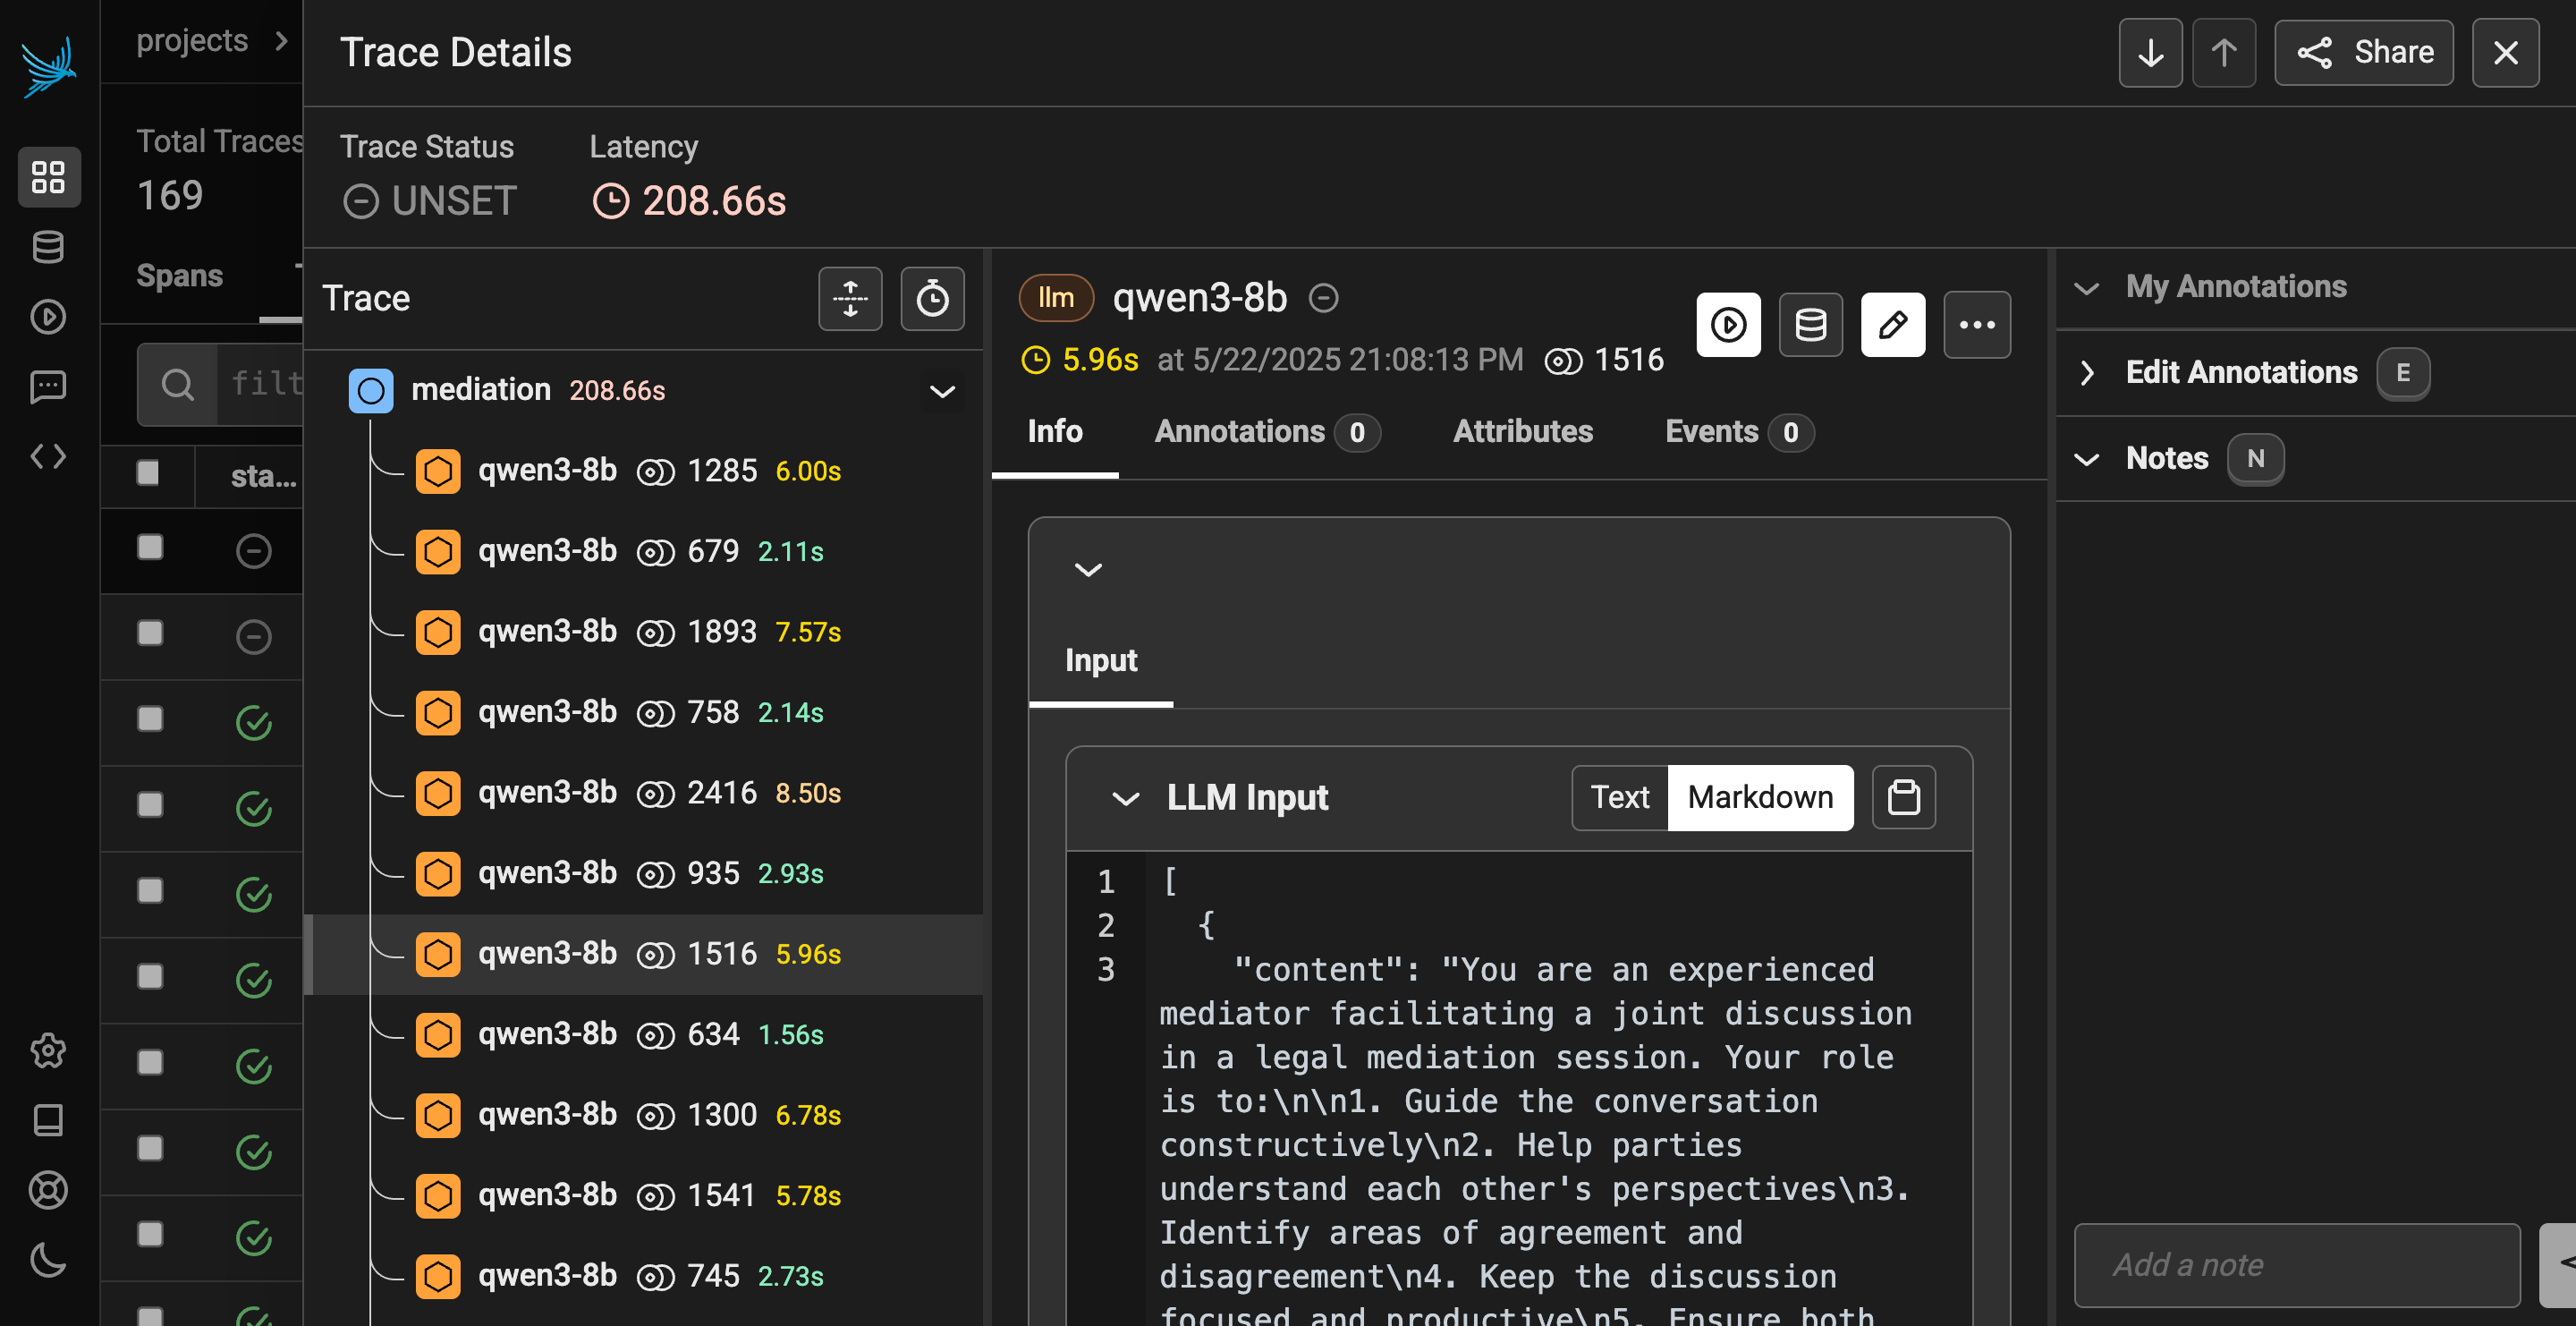 projects
Total Traces
169
Spans
filt
sta...
Trace Details
Share
Trace Status
UNSET
Latency
208.66s
Trace
mediation 208.66s
qwen3-8b 1285 6.00s
qwen3-8b 679 2.11s
qwen3-8b 1893 7.57s
qwen3-8b 758 2.14s
qwen3-8b 2416 8.50s
qwen3-8b 935 2.93s
qwen3-8b 1516 5.96s
qwen3-8b 634 1.56s
qwen3-8b 1300 6.78s
qwen3-8b 1541 5.78s
qwen3-8b 745 2.73s
llm qwen3-8b
5.96s at 5/22/2025 21:08:13 PM 1516
Info Annotations 0 Attributes Events 0
Input
LLM Input Text Markdown
1 [
2 {
3 "content": "You are an experienced
mediator facilitating a joint discussion
in a legal mediation session. Your role
is to:\n\n1. Guide the conversation
constructively\n2. Help parties
understand each other's perspectives\n3.
Identify areas of agreement and
disagreement\n4. Keep the discussion
focused and productive\n5. Ensure both
My Annotations
Edit Annotations E
Notes N
Add a note